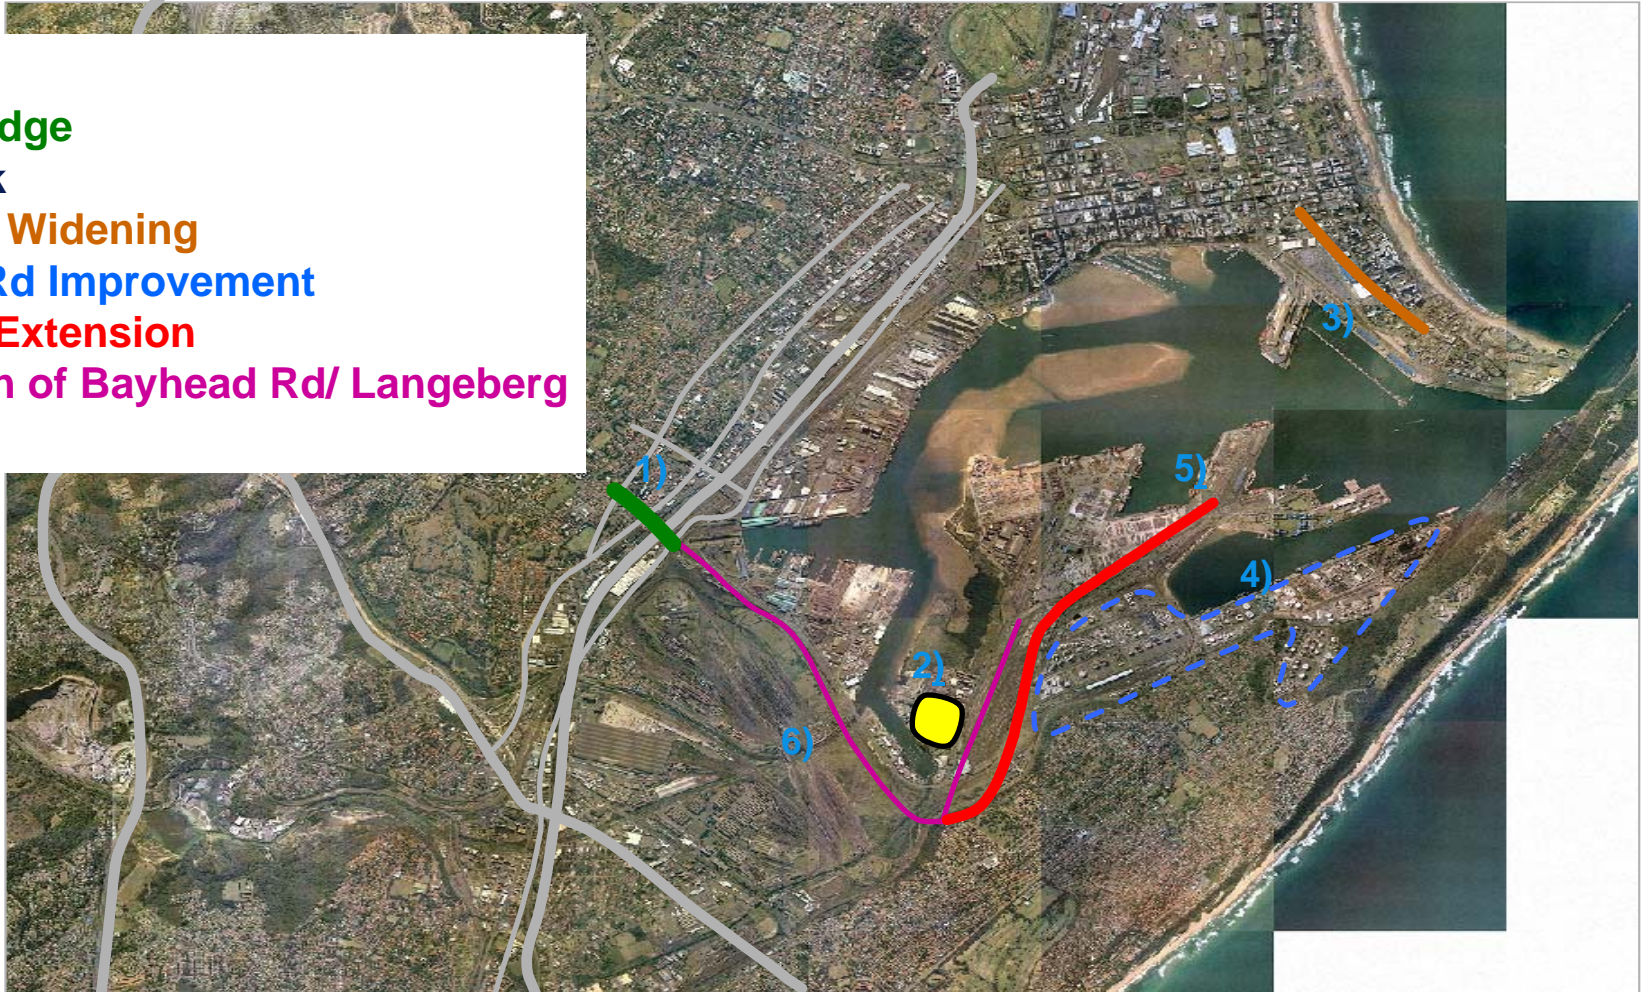 dge
k
Widening
Rd Improvement
Extension
n of Bayhead Rd/ Langeberg
1)
2)
3)
4)
5)
6)